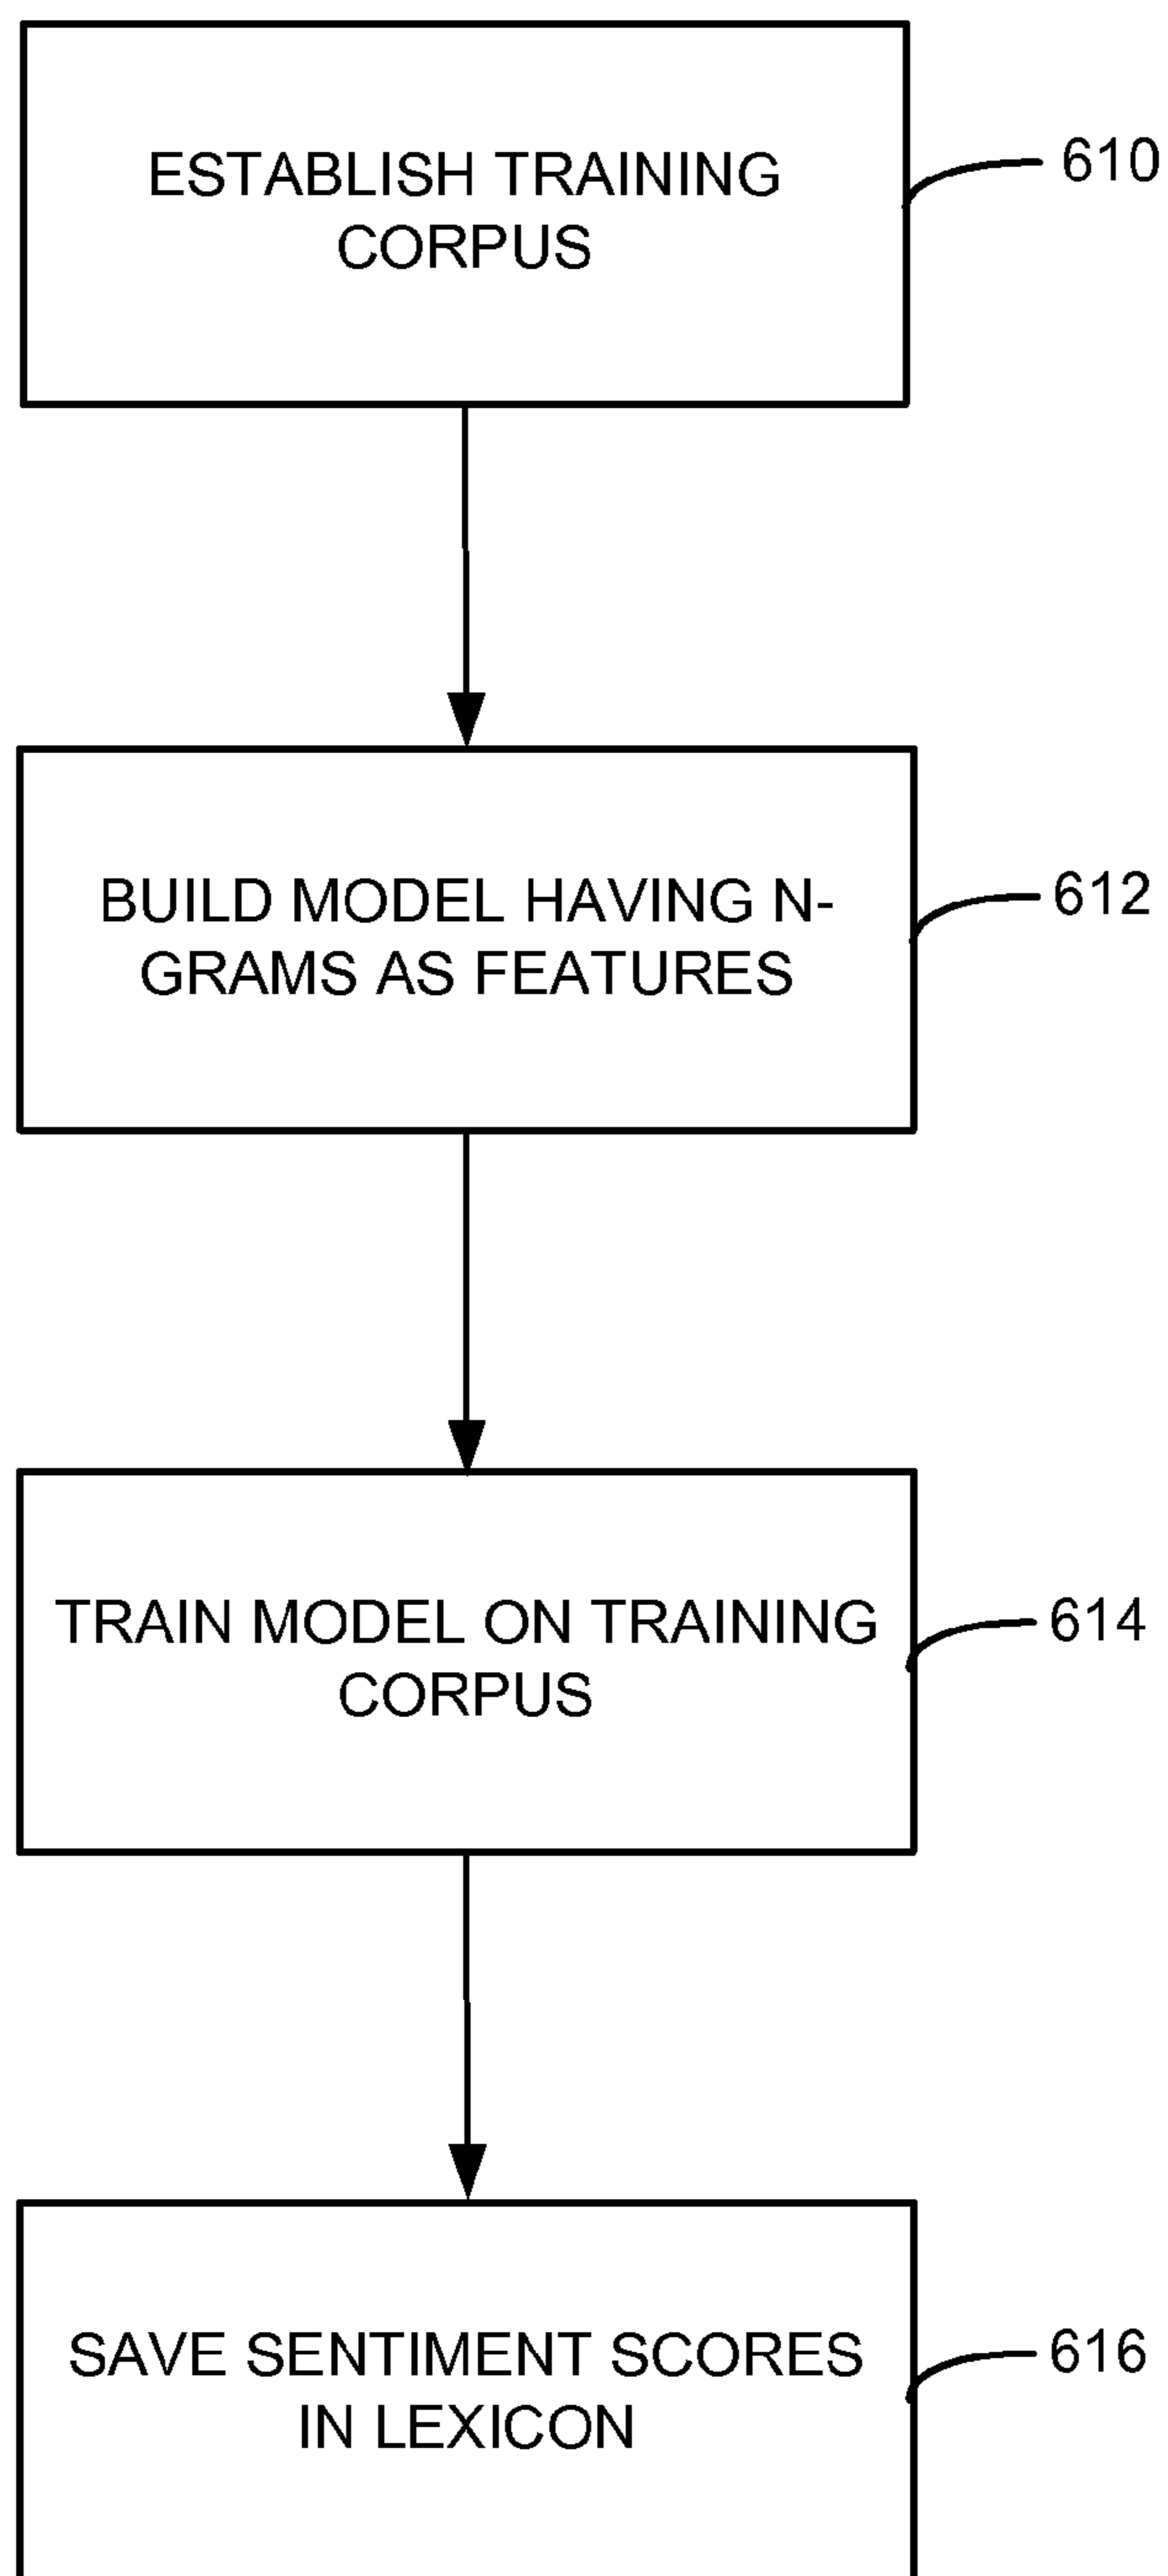 ESTABLISH TRAINING
CORPUS
610
BUILD MODEL HAVING N-
GRAMS AS FEATURES
612
TRAIN MODEL ON TRAINING
CORPUS
614
SAVE SENTIMENT SCORES
IN LEXICON
616